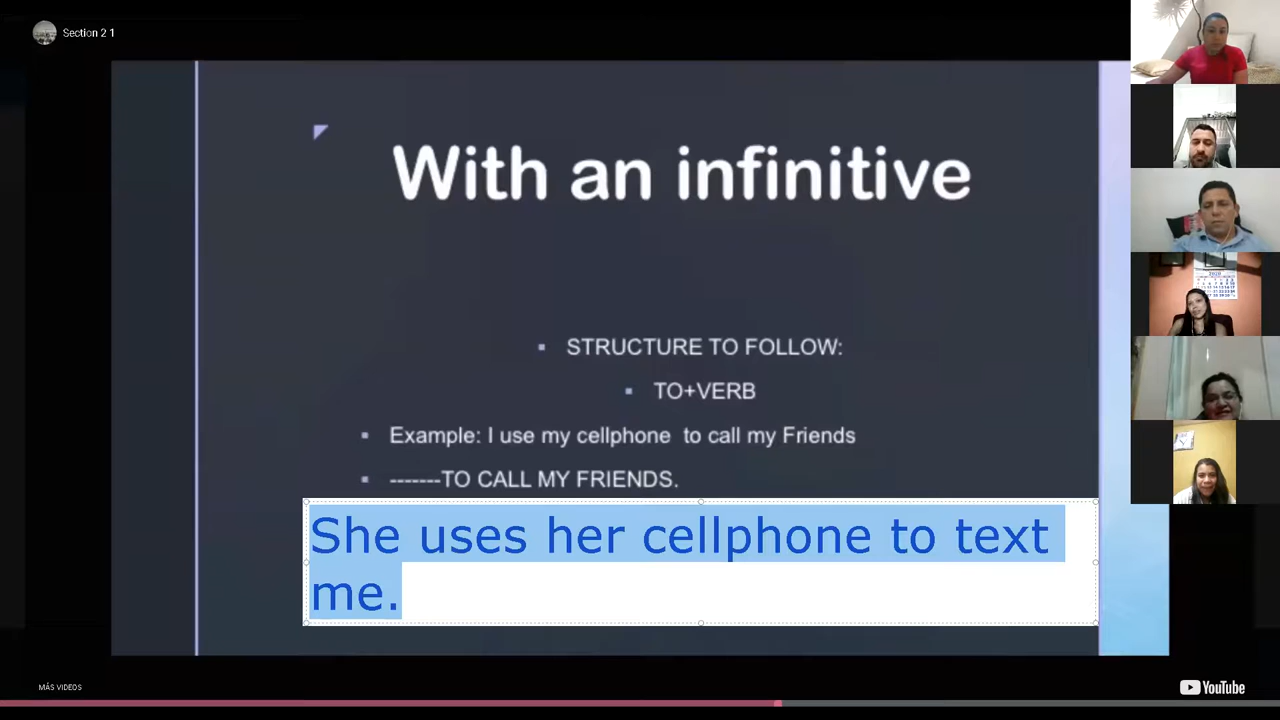 Section 2 1
With an infinitive
▪ STRUCTURE TO FOLLOW:
▪ TO+VERB
▪ Example: I use my cellphone  to call my Friends
▪ -------TO CALL MY FRIENDS.
She uses her cellphone to text
me.
2020
MÁS VIDEOS
YouTube